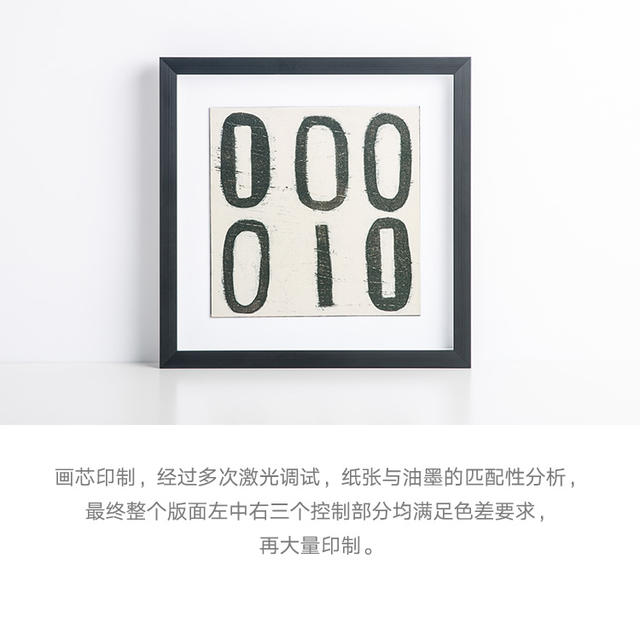 000
010
画芯印制，经过多次激光调试，纸张与油墨的匹配性分析，
最终整个版面左中右三个控制部分均满足色差要求，
再大量印制。